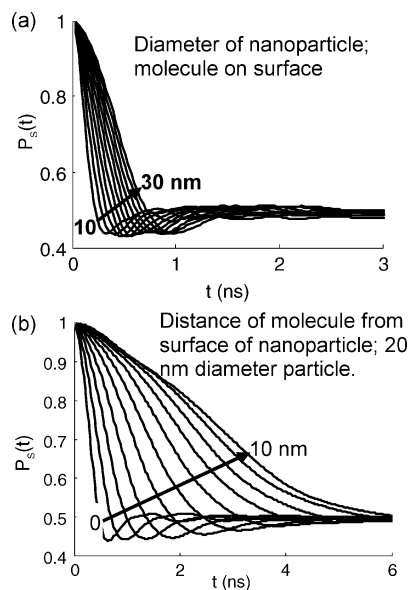 (a)
Diameter of nanoparticle;
molecule on surface
1
0.8
0.6
0.4
P_S(t)
10
30 nm
0
1
2
3
t (ns)
(b)
Distance of molecule from
surface of nanoparticle; 20
nm diameter particle.
1
0.9
0.8
0.7
0.6
0.5
0.4
P_S(t)
0
10 nm
0
2
4
6
t (ns)